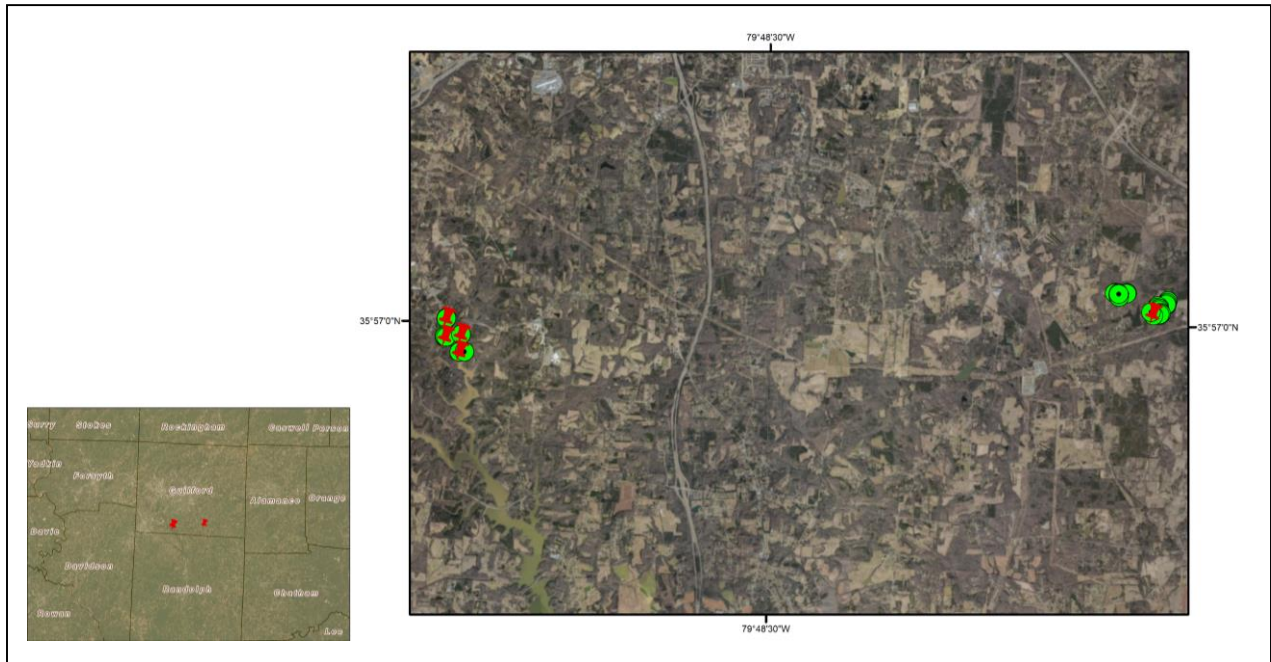 79°48'30"W
35°57'0"N
35°57'0"N
79°48'30"W
Surry Stokes Rockingham Caswell Person
Yadkin Forsyth Guilford Alamance Orange
Davie Davidson
Randolph Chatham
Rowan Lee